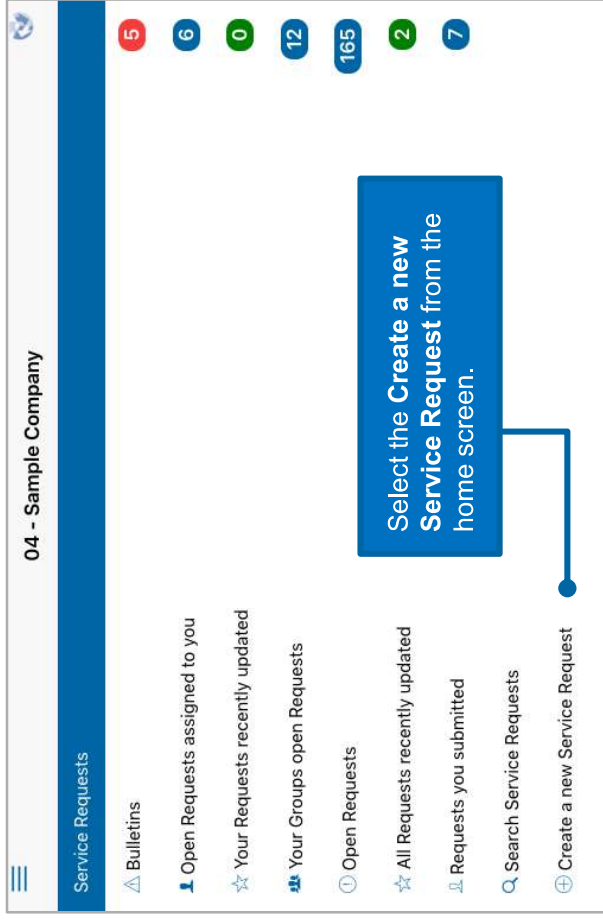 04 - Sample Company
Service Requests
Bulletins 5
Open Requests assigned to you 6
Your Requests recently updated 0
Your Groups open Requests 12
Open Requests 165
All Requests recently updated 2
Requests you submitted 7
Search Service Requests
Create a new Service Request
Select the Create a new
Service Request from the
home screen.